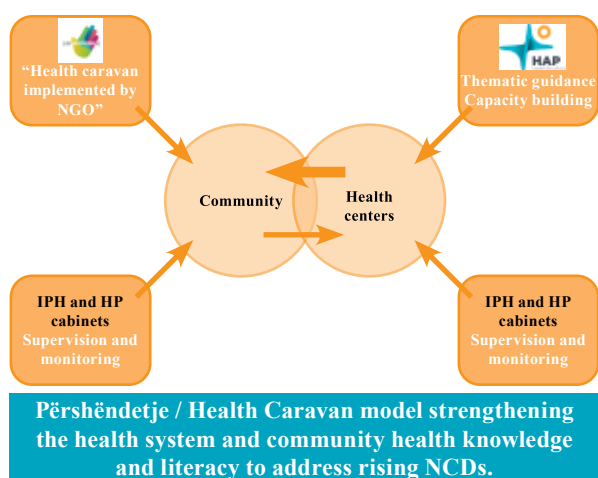 “Health caravan
implemented by
NGO”
HAP
Thematic guidance
Capacity building
Community
Health
centers
IPH and HP
cabinets
Supervision and
monitoring
IPH and HP
cabinets
Supervision and
monitoring
Përshëndetje / Health Caravan model strengthening
the health system and community health knowledge
and literacy to address rising NCDs.